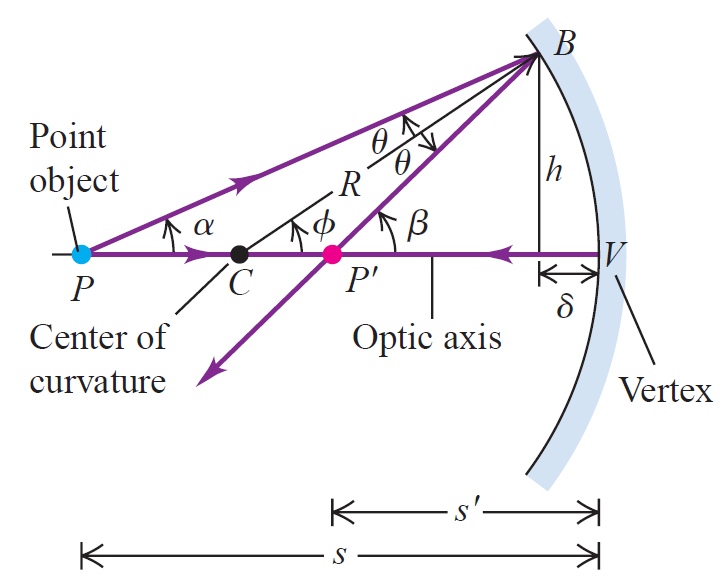 B
Point
object
θ
θ
h
R
α
ϕ
β
V
P
C
P′
δ
Center of
curvature
Optic axis
Vertex
s′
s